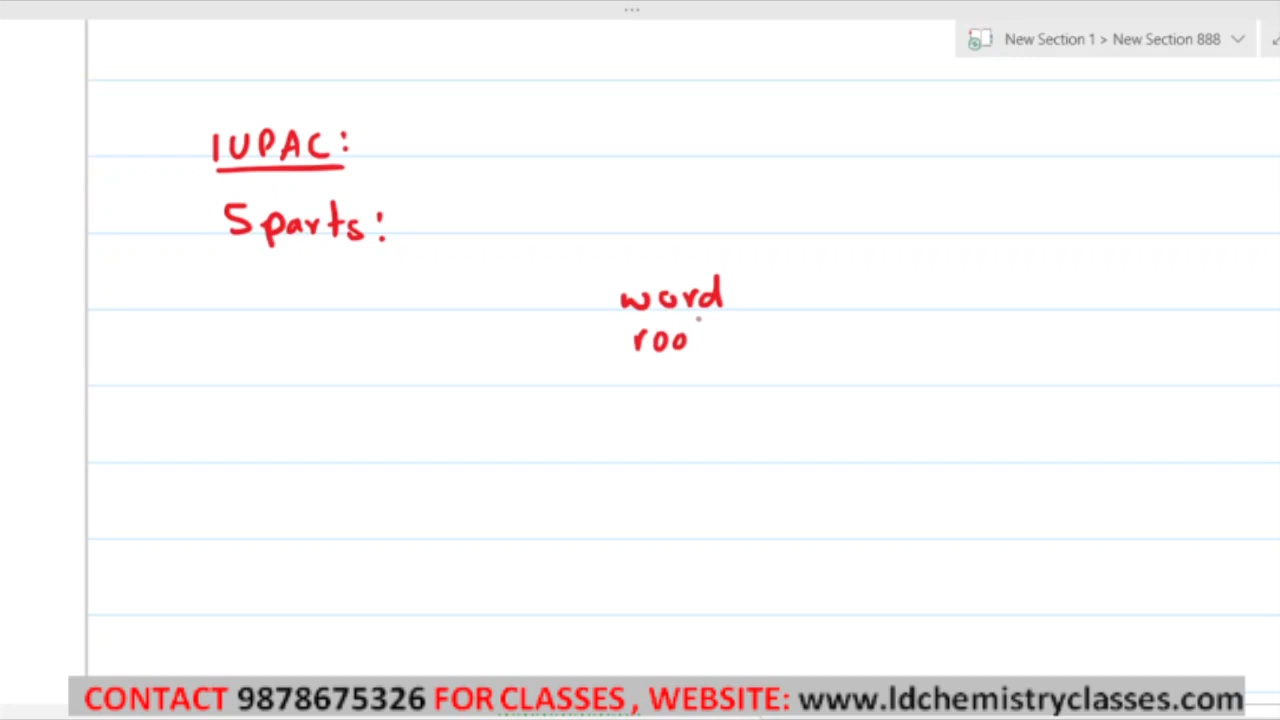 New Section 1 > New Section 888
IUPAC:
5 parts:
word
roo
CONTACT 9878675326 FOR CLASSES , WEBSITE: www.ldchemistryclasses.com